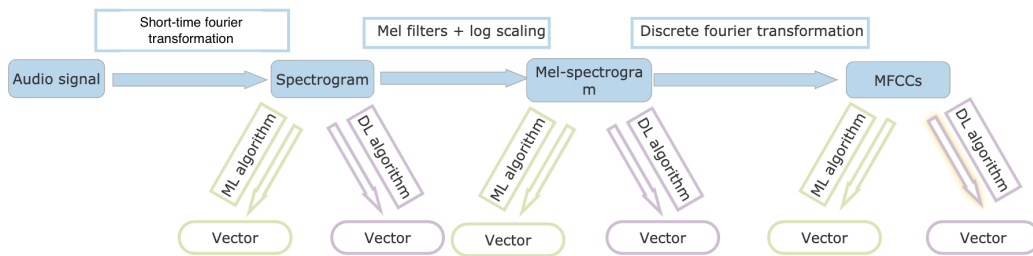 Short-time fourier
transformation
Mel filters + log scaling
Discrete fourier transformation
Audio signal
Spectrogram
Mel-spectrogra
m
MFCCs
ML algorithm
DL algorithm
ML algorithm
DL algorithm
ML algorithm
DL algorithm
Vector
Vector
Vector
Vector
Vector
Vector